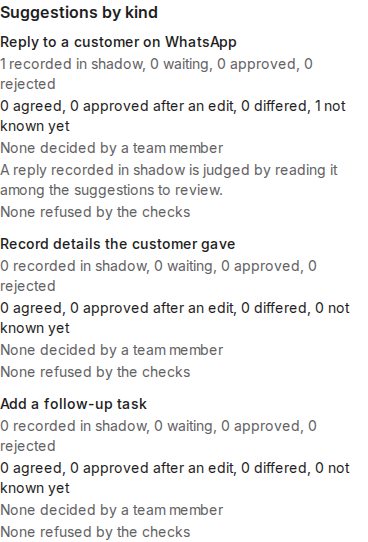 Suggestions by kind
Reply to a customer on WhatsApp
1 recorded in shadow, 0 waiting, 0 approved, 0
rejected
0 agreed, 0 approved after an edit, 0 differed, 1 not
known yet
None decided by a team member
A reply recorded in shadow is judged by reading it
among the suggestions to review.
None refused by the checks
Record details the customer gave
0 recorded in shadow, 0 waiting, 0 approved, 0
rejected
0 agreed, 0 approved after an edit, 0 differed, 0 not
known yet
None decided by a team member
None refused by the checks
Add a follow-up task
0 recorded in shadow, 0 waiting, 0 approved, 0
rejected
0 agreed, 0 approved after an edit, 0 differed, 0 not
known yet
None decided by a team member
None refused by the checks